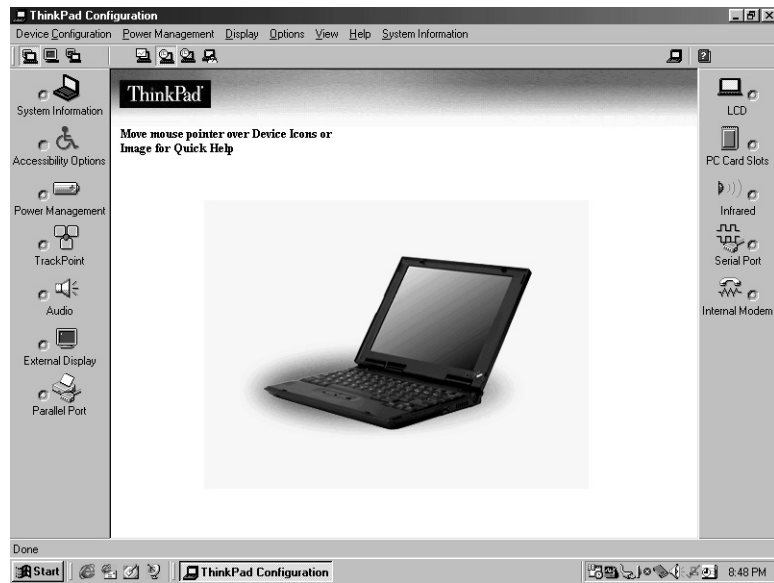 ThinkPad Configuration
Device Configuration Power Management Display Options View Help System Information
ThinkPad
Move mouse pointer over Device Icons or
Image for Quick Help
System Information
Accessibility Options
Power Management
TrackPoint
Audio
External Display
Parallel Port
LCD
PC Card Slots
Infrared
Serial Port
Internal Modem
Done
Start ThinkPad Configuration 8:48 PM